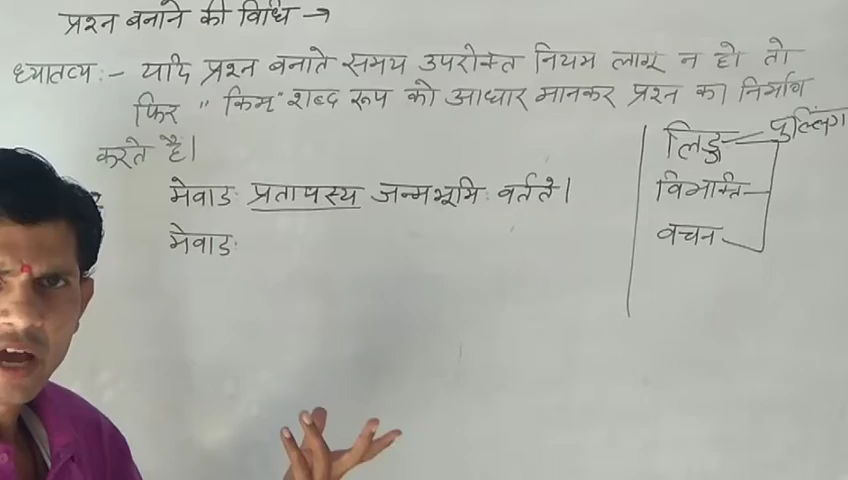 प्रश्न बनाने की विधि →
ध्यातव्य :- यदि प्रश्न बनाते समय उपरोक्त नियम लागू न हो तो
फिर "किम्" शब्द रूप को आधार मानकर प्रश्न का निर्माण
करते हैं।
मेवाडः प्रतापस्य जन्मभूमिः वर्तते।
मेवाडः
लिङ्ग पुल्लिंग
विभक्ति
वचन